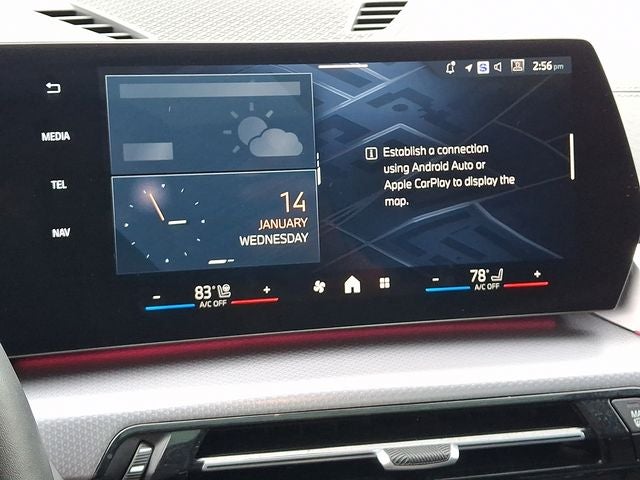 2:56 pm
MEDIA
TEL
NAV
Establish a connection
using Android Auto or
Apple CarPlay to display the
map.
14
JANUARY
WEDNESDAY
- 83° +
A/C OFF
- 78° +
A/C OFF